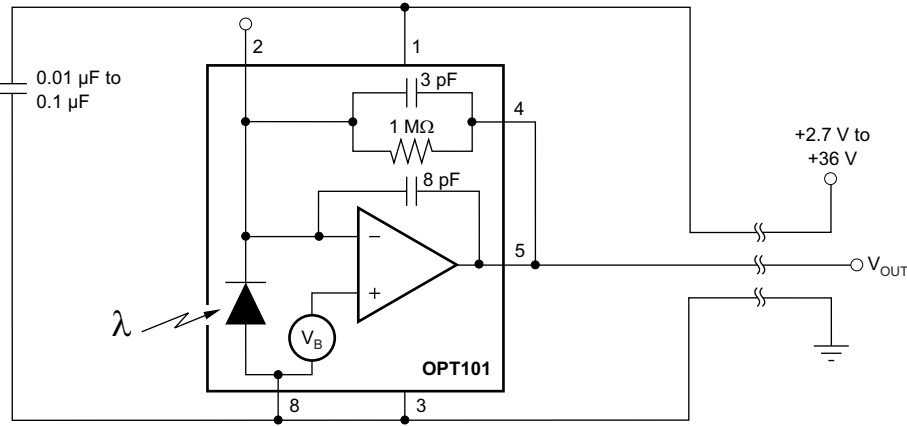 2
1
0.01 µF to
0.1 µF
3 pF
4
1 MΩ
+2.7 V to
+36 V
8 pF
5
−
+
V_OUT
λ
V_B
OPT101
8
3